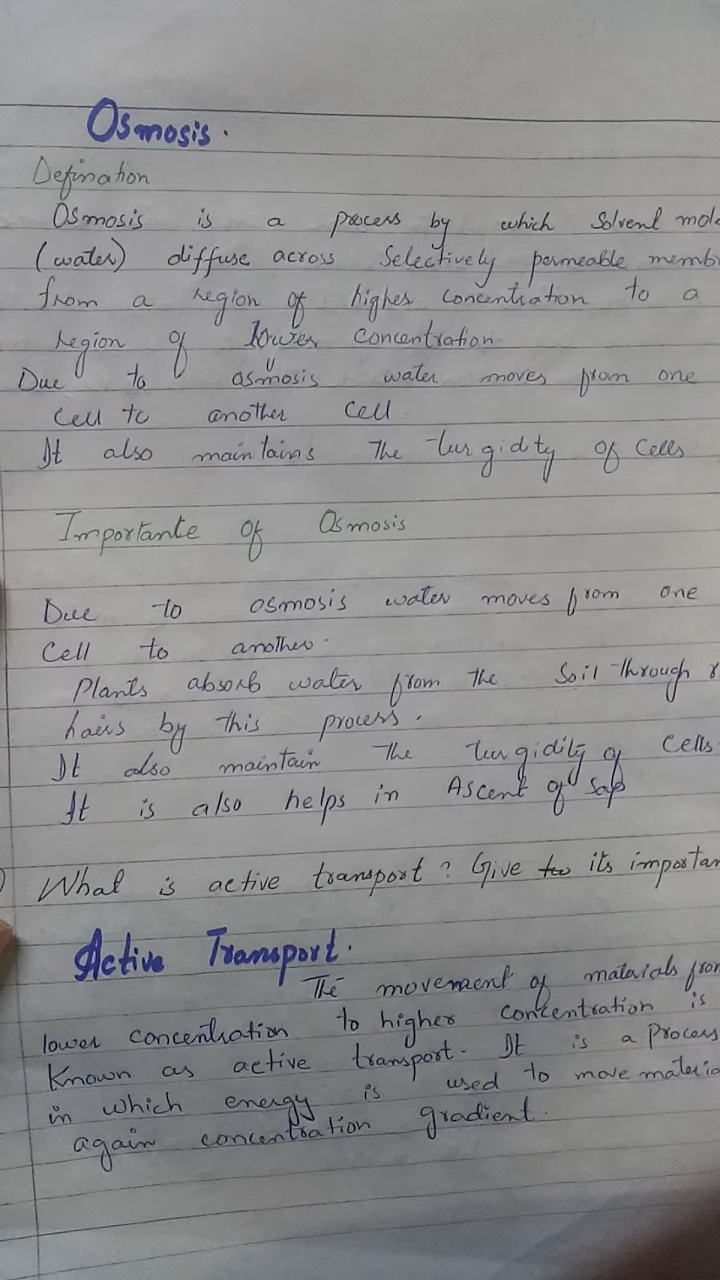 Osmosis.
Defination
Osmosis is a process by which Solvent mole
(water) diffuse across Selectively permeable memb
from a region of higher concentration to a
region of lower concentration
Due to osmosis water moves from one
cell to another cell
It also maintains The turgidity of cells
Importante of Osmosis
Due to osmosis water moves from one
cell to another.
Plants absorb water from the Soil through r
hairs by this process.
It also maintain The turgidity of cells.
It is also helps in Ascent of sap
What is active transport? Give its importan
Active Transport.
The movement of materials from
lower concentration to higher concentration is
Known as active transport. It is a Process
in which energy is used to move materia
again concentration gradient.